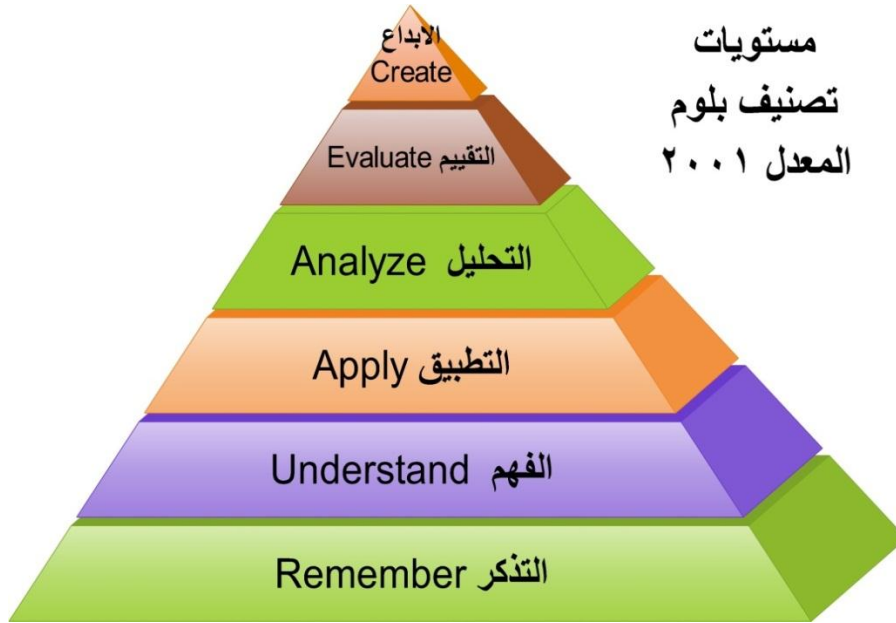 مستويات
تصنيف بلوم
المعدل ٢٠٠١
الابداع
Create
التقييم Evaluate
التحليل Analyze
التطبيق Apply
الفهم Understand
التذكر Remember